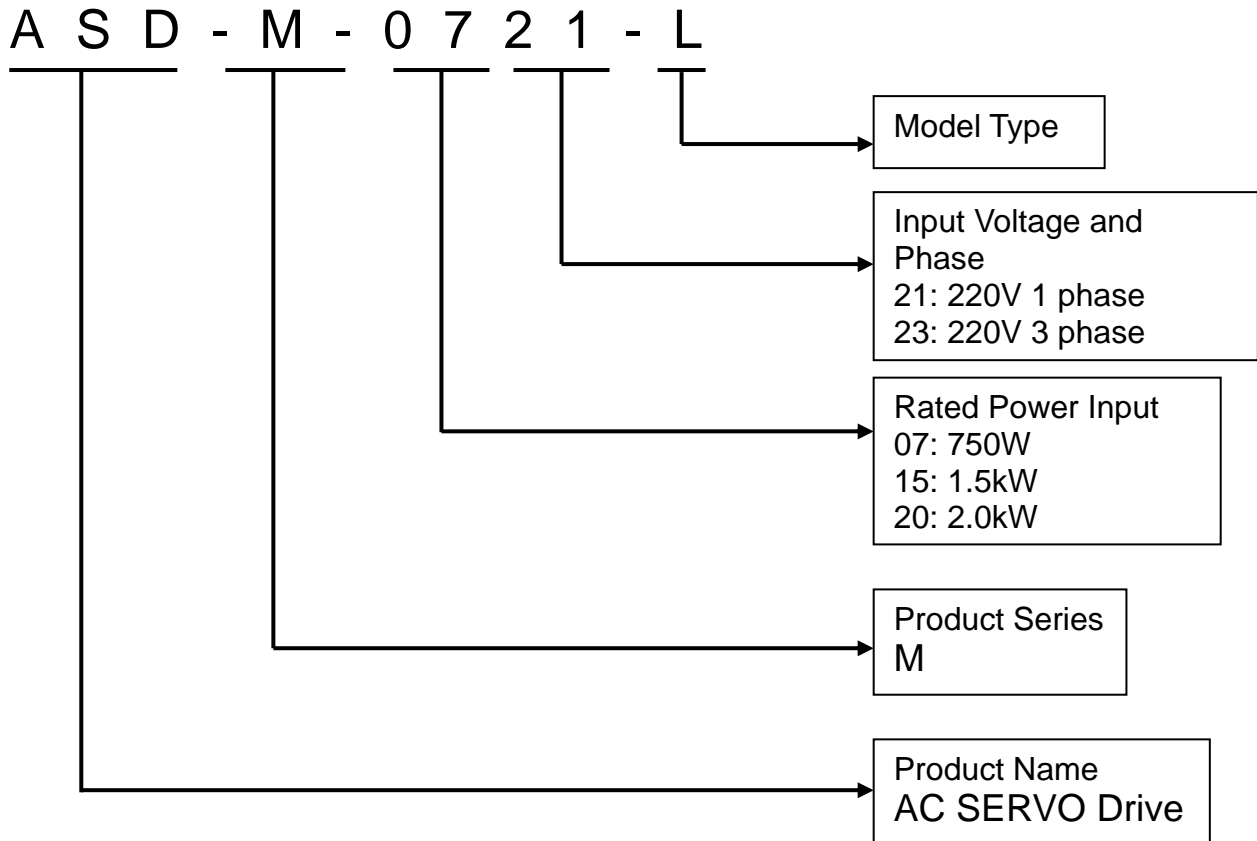 A S D - M - 0 7 2 1 - L
Model Type
Input Voltage and
Phase
21: 220V 1 phase
23: 220V 3 phase
Rated Power Input
07: 750W
15: 1.5kW
20: 2.0kW
Product Series
M
Product Name
AC SERVO Drive